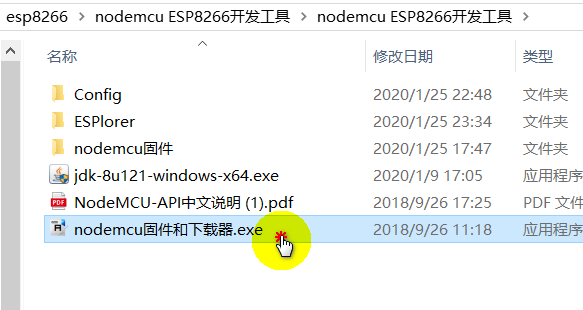 esp8266 > nodemcu ESP8266开发工具 > nodemcu ESP8266开发工具 >
名称 修改日期 类型
Config 2020/1/25 22:48 文件夹
ESPlorer 2020/1/25 23:34 文件夹
nodemcu固件 2020/1/25 17:47 文件夹
jdk-8u121-windows-x64.exe 2020/1/9 17:05 应用程序
NodeMCU-API中文说明 (1).pdf 2018/9/26 17:25 PDF 文件
nodemcu固件和下载器.exe 2018/9/26 11:18 应用程序